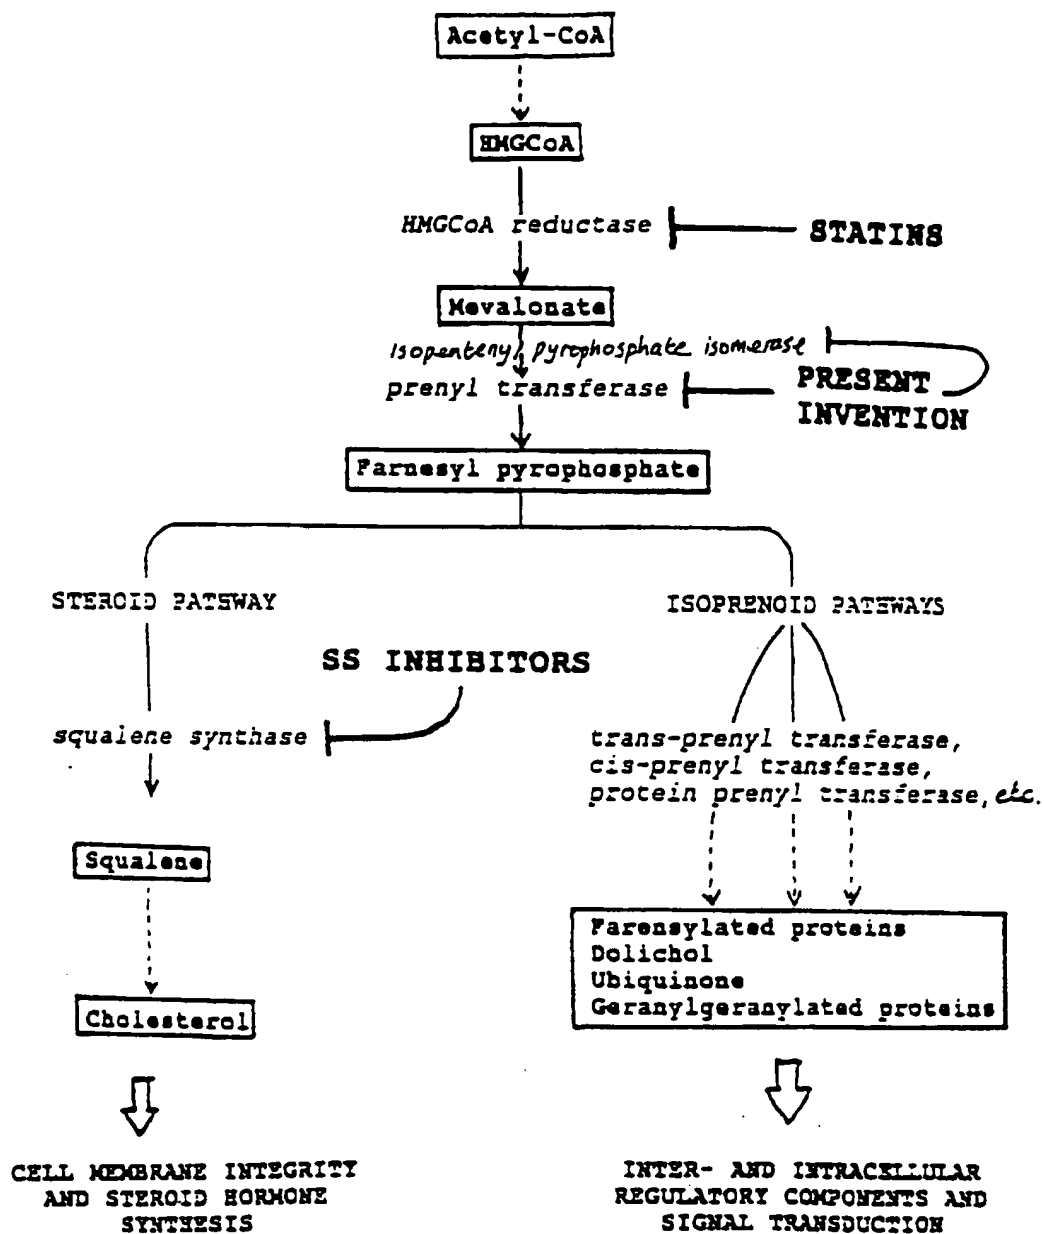 Acetyl-CoA
HMGCoA
HMGCoA reductase
STATINS
Mevalonate
isopentenyl pyrophosphate isomerase
prenyl transferase
PRESENT
INVENTION
Farnesyl pyrophosphate
STEROID PATHWAY
ISOPRENOID PATHWAYS
SS INHIBITORS
squalene synthase
trans-prenyl transferase,
cis-prenyl transferase,
protein prenyl transferase, etc.
Squalene
Farensylated proteins
Dolichol
Ubiquinone
Geranylgeranylated proteins
Cholesterol
CELL MEMBRANE INTEGRITY
AND STEROID HORMONE
SYNTHESIS
INTER- AND INTRACELLULAR
REGULATORY COMPONENTS AND
SIGNAL TRANSDUCTION